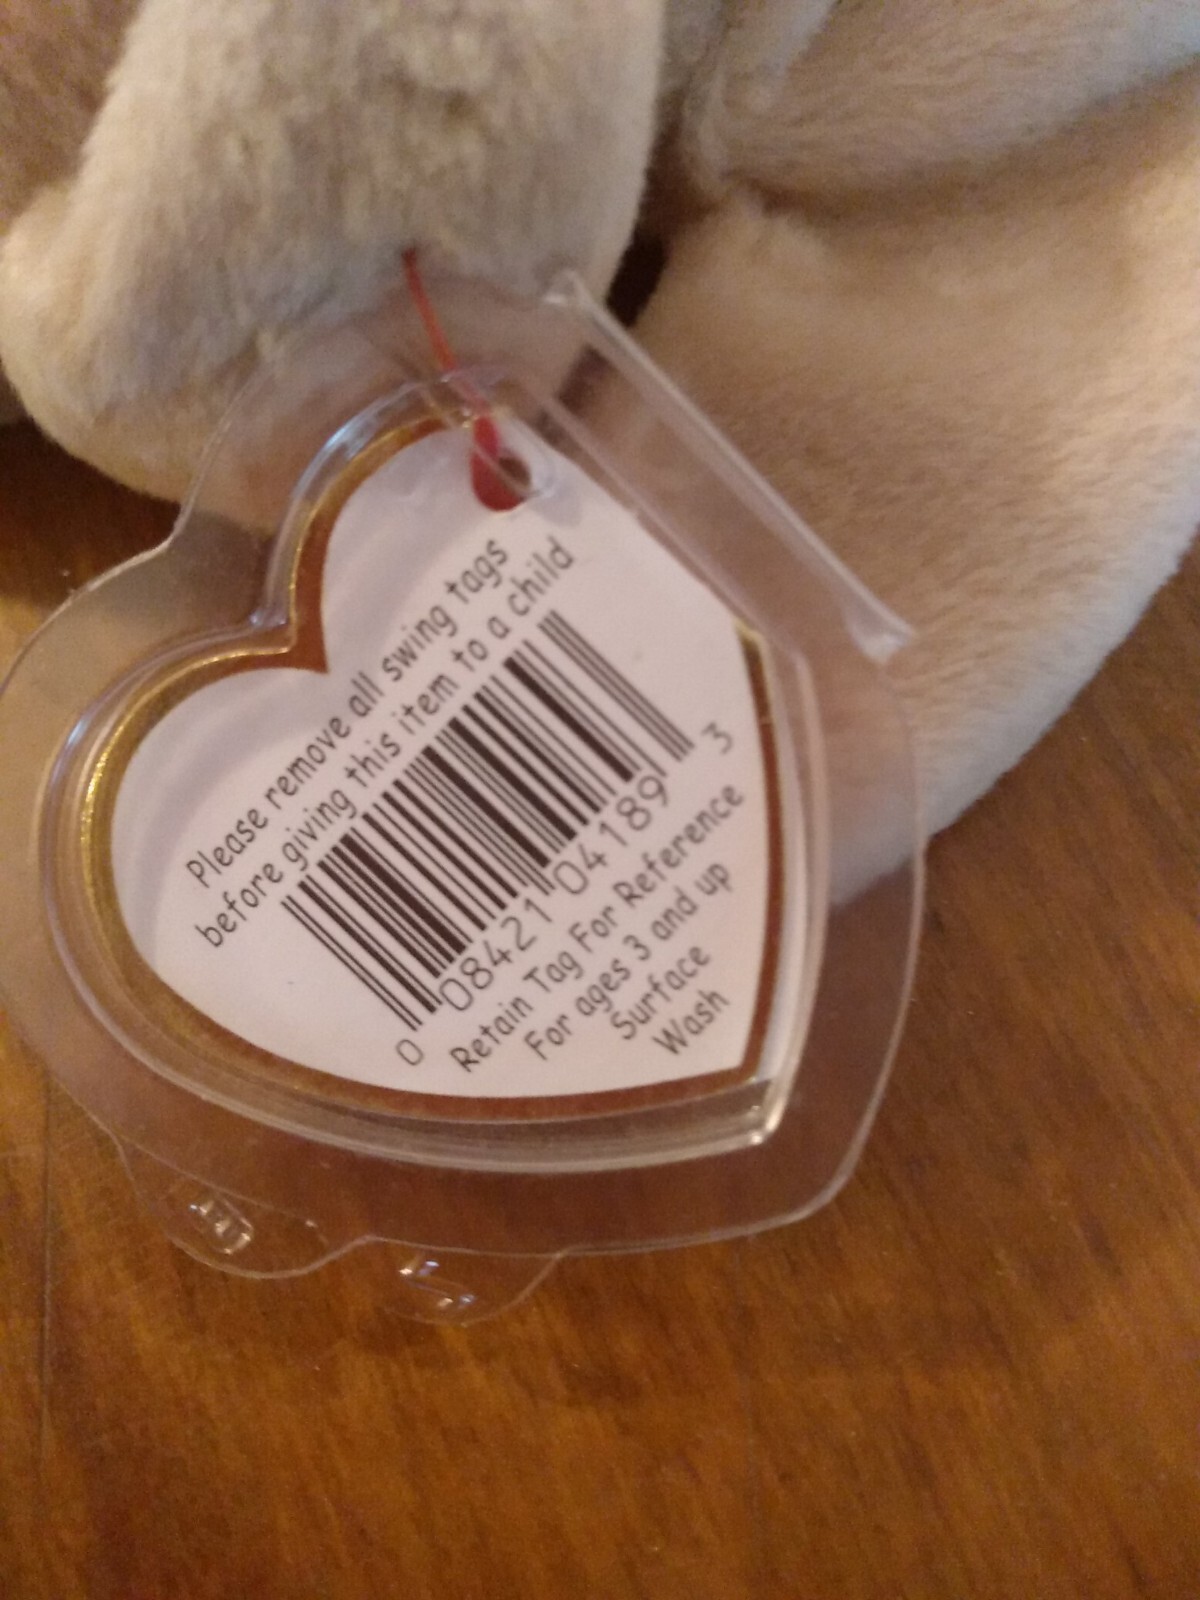 Please remove all swing tags
before giving this item to a child
0 08421 04189 3
Retain Tag For Reference
For ages 3 and up
Surface
Wash